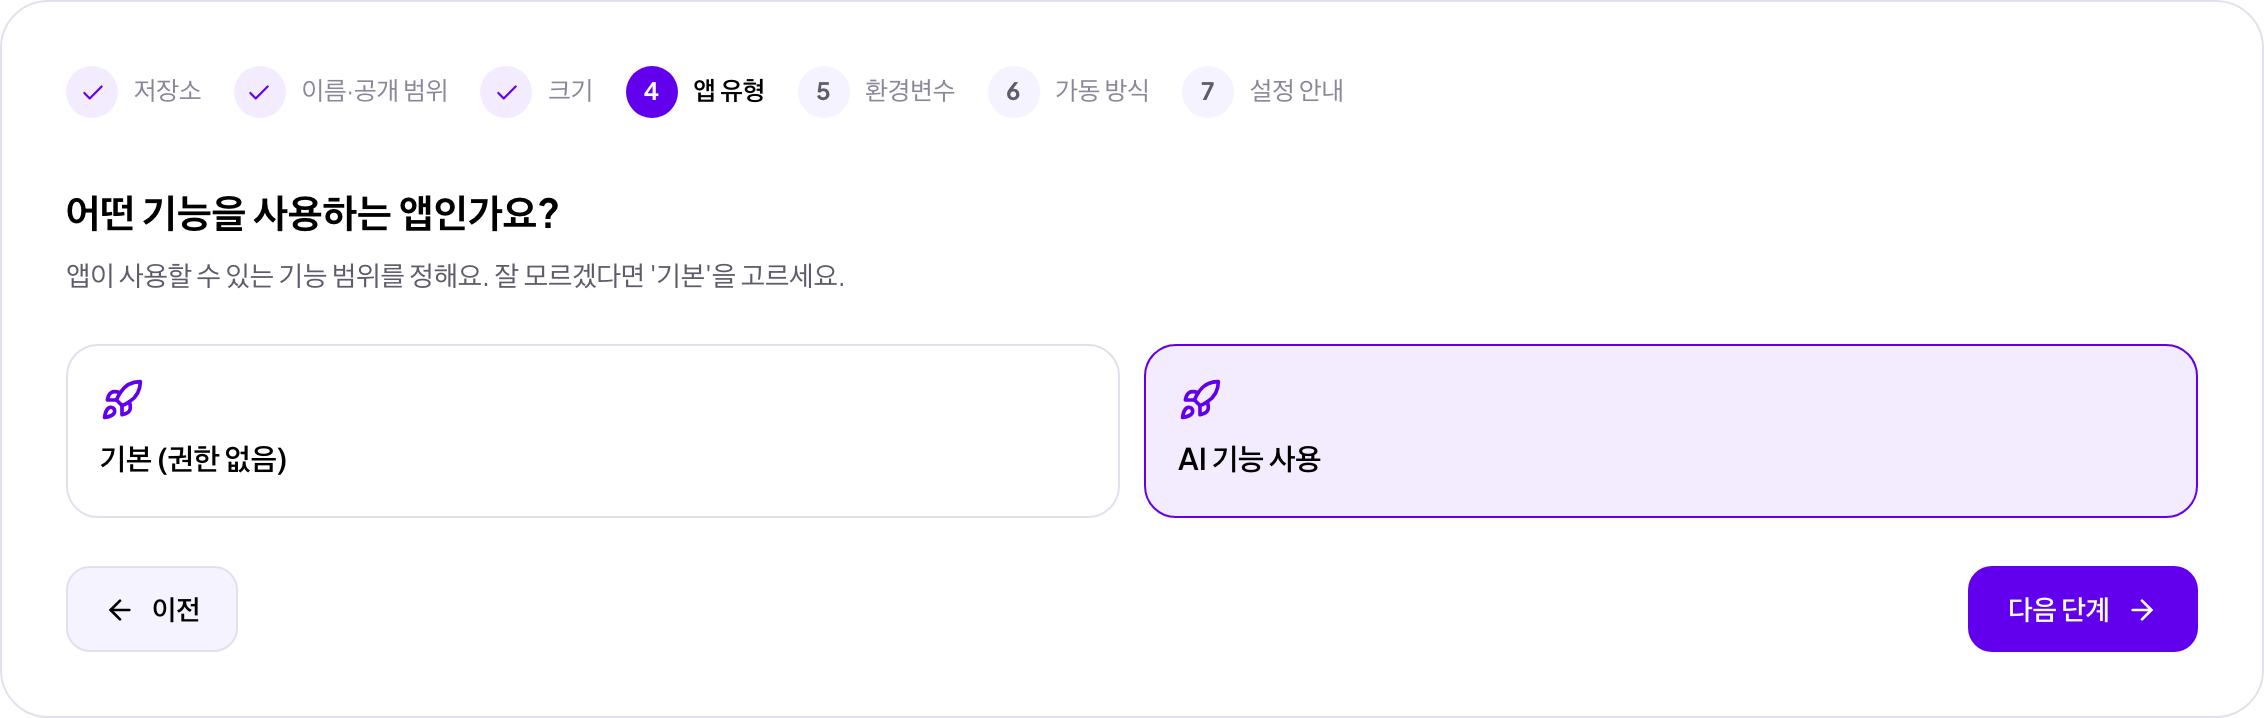 저장소 이름·공개 범위 크기 4 앱 유형 5 환경변수 6 가동 방식 7 설정 안내
어떤 기능을 사용하는 앱인가요?
앱이 사용할 수 있는 기능 범위를 정해요. 잘 모르겠다면 '기본'을 고르세요.
기본 (권한 없음)
AI 기능 사용
이전
다음 단계